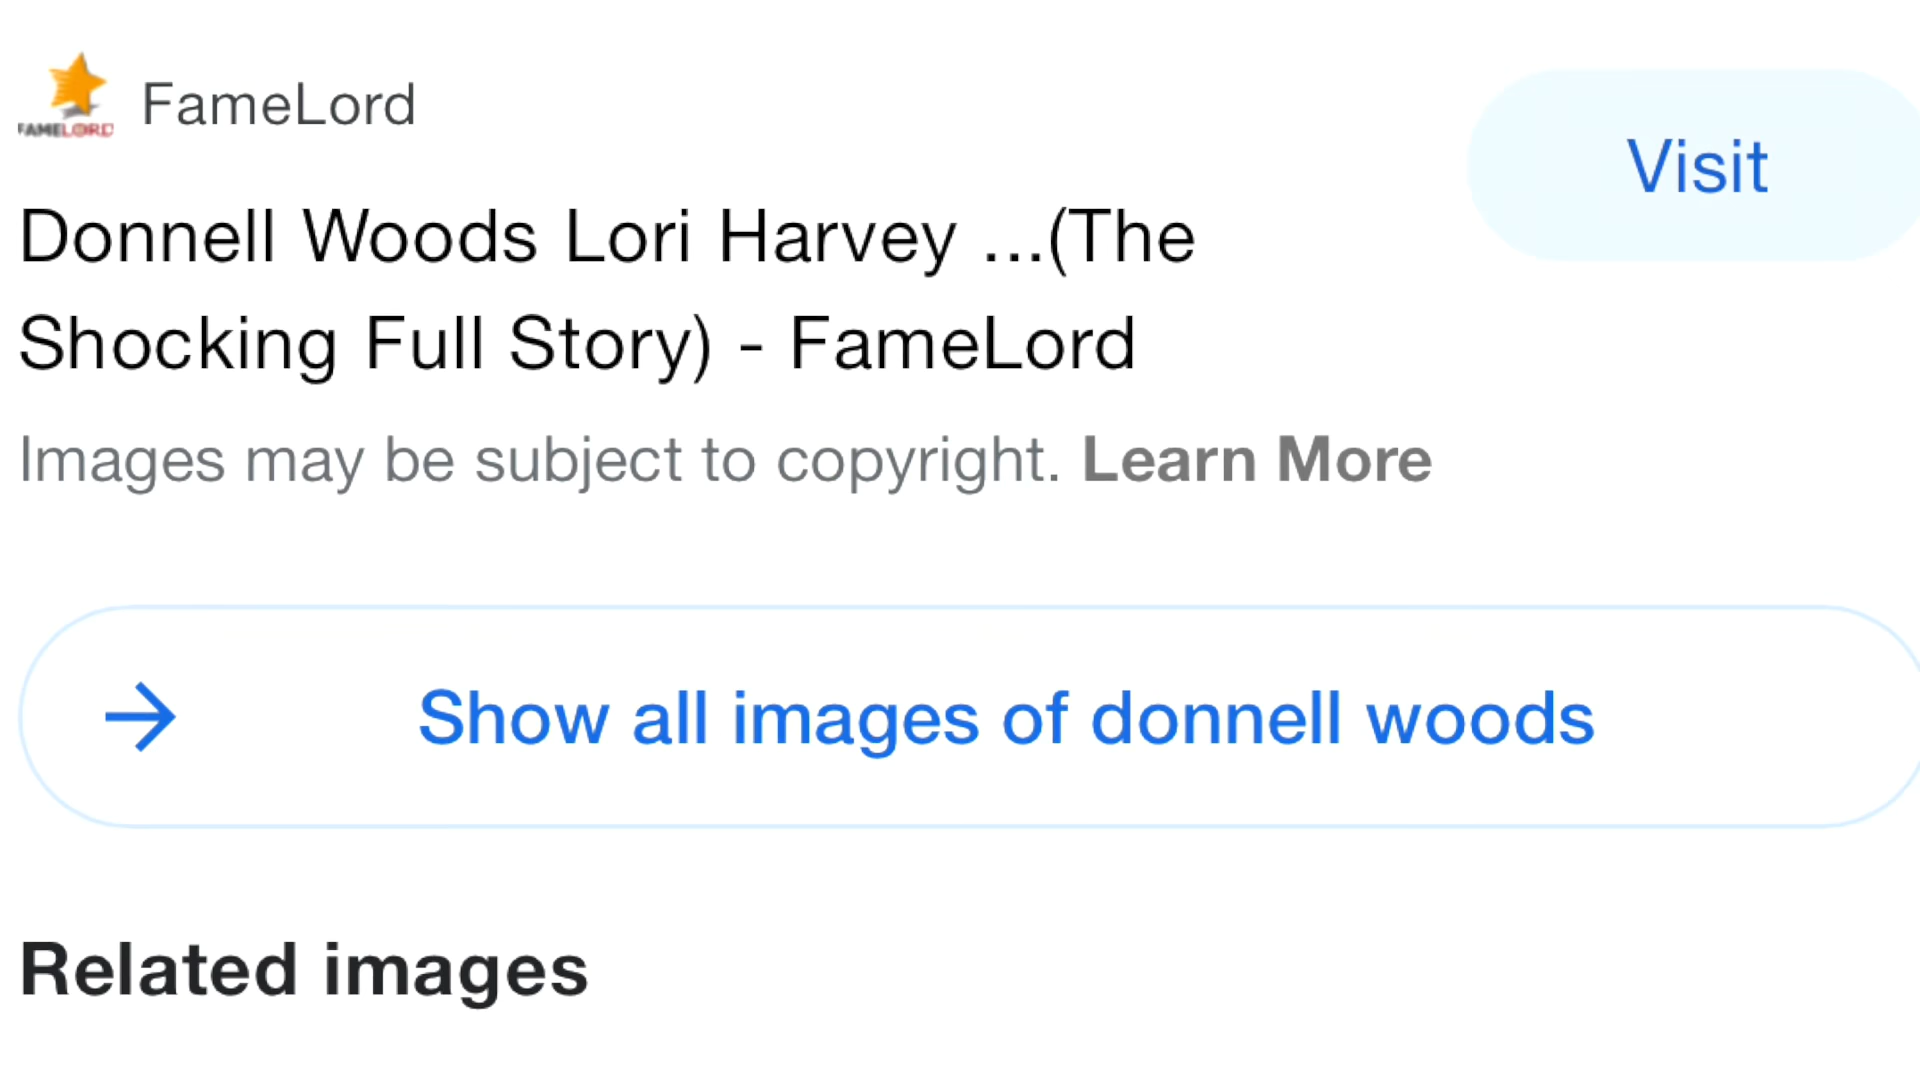 FAMELORD
FameLord
Visit
Donnell Woods Lori Harvey ...(The
Shocking Full Story) - FameLord
Images may be subject to copyright. Learn More
Show all images of donnell woods
Related images